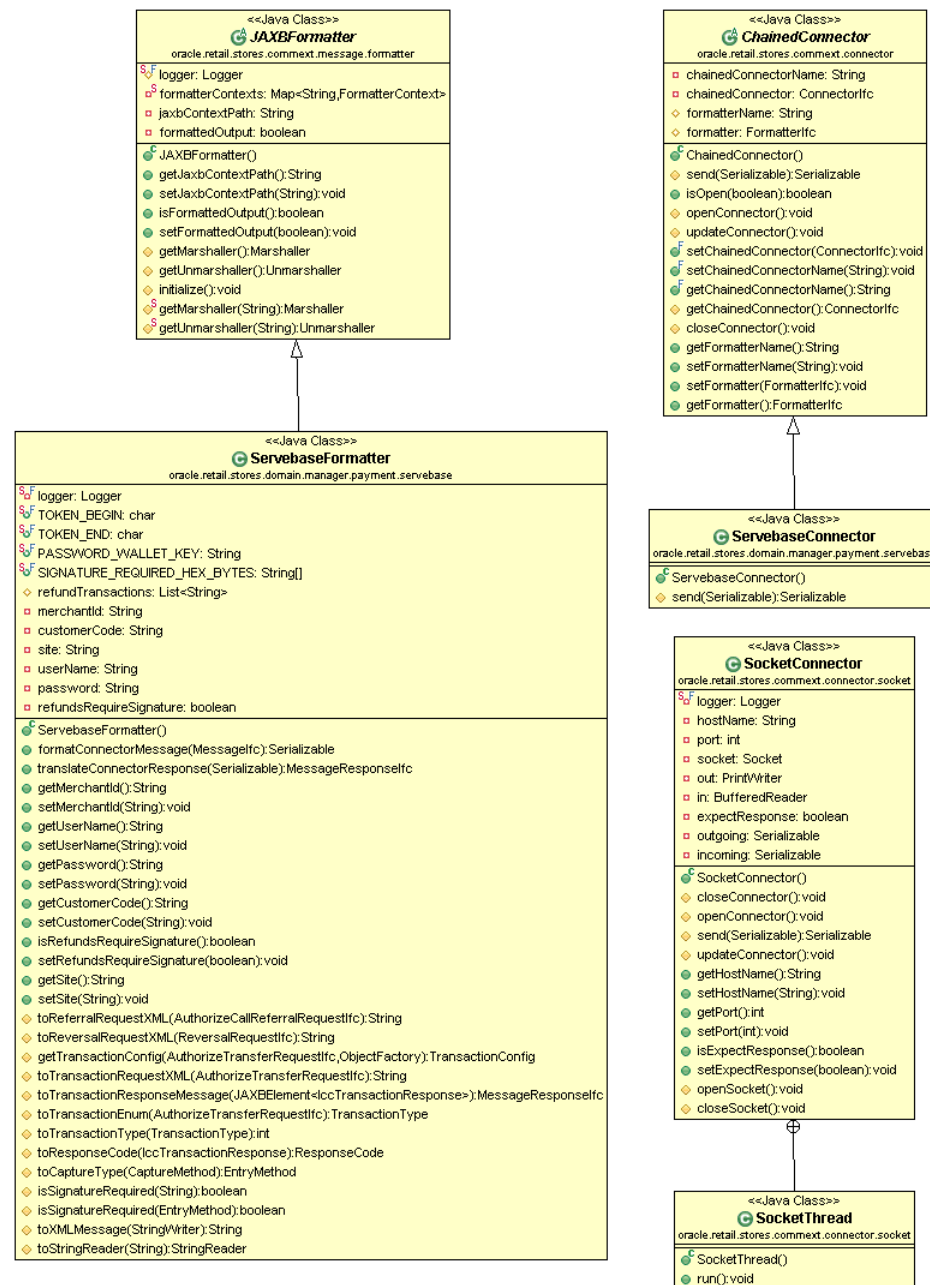 <<Java Class>>
JAXBFormatter
oracle.retail.stores.commext.message.formatter
logger: Logger
formatterContexts: Map<String,FormatterContext>
jaxbContextPath: String
formattedOutput: boolean
JAXBFormatter()
getJaxbContextPath():String
setJaxbContextPath(String):void
isFormattedOutput():boolean
setFormattedOutput(boolean):void
getMarshaller():Marshaller
getUnmarshaller():Unmarshaller
initialize():void
getMarshaller(String):Marshaller
getUnmarshaller(String):Unmarshaller
<<Java Class>>
ServebaseFormatter
oracle.retail.stores.domain.manager.payment.servebase
logger: Logger
TOKEN_BEGIN: char
TOKEN_END: char
PASSWORD_WALLET_KEY: String
SIGNATURE_REQUIRED_HEX_BYTES: String[]
refundTransactions: List<String>
merchantId: String
customerCode: String
site: String
userName: String
password: String
refundsRequireSignature: boolean
ServebaseFormatter()
formatConnectorMessage(MessageIfc):Serializable
translateConnectorResponse(Serializable):MessageResponseIfc
getMerchantId():String
setMerchantId(String):void
getUserName():String
setUserName(String):void
getPassword():String
setPassword(String):void
getCustomerCode():String
setCustomerCode(String):void
isRefundsRequireSignature():boolean
setRefundsRequireSignature(boolean):void
getSite():String
setSite(String):void
toReferralRequestXML(AuthorizeCallReferralRequestIfc):String
toReversalRequestXML(ReversalRequestIfc):String
getTransactionConfig(AuthorizeTransferRequestIfc,ObjectFactory):TransactionConfig
toTransactionRequestXML(AuthorizeTransferRequestIfc):String
toTransactionResponseMessage(JAXBElement<IccTransactionResponse>):MessageResponseIfc
toTransactionEnum(AuthorizeTransferRequestIfc):TransactionType
toTransactionType(TransactionType):int
toResponseCode(IccTransactionResponse):ResponseCode
toCaptureType(CaptureMethod):EntryMethod
isSignatureRequired(String):boolean
isSignatureRequired(EntryMethod):boolean
toXMLMessage(StringWriter):String
toStringReader(String):StringReader
<<Java Class>>
ChainedConnector
oracle.retail.stores.commext.connector
chainedConnectorName: String
chainedConnector: ConnectorIfc
formatterName: String
formatter: FormatterIfc
ChainedConnector()
send(Serializable):Serializable
isOpen(boolean):boolean
openConnector():void
updateConnector():void
setChainedConnector(ConnectorIfc):void
setChainedConnectorName(String):void
getChainedConnectorName():String
getChainedConnector():ConnectorIfc
closeConnector():void
getFormatterName():String
setFormatterName(String):void
setFormatter(FormatterIfc):void
getFormatter():FormatterIfc
<<Java Class>>
ServebaseConnector
oracle.retail.stores.domain.manager.payment.servebas
ServebaseConnector()
send(Serializable):Serializable
<<Java Class>>
SocketConnector
oracle.retail.stores.commext.connector.socket
logger: Logger
hostName: String
port: int
socket: Socket
out: PrintWriter
in: BufferedReader
expectResponse: boolean
outgoing: Serializable
incoming: Serializable
SocketConnector()
closeConnector():void
openConnector():void
send(Serializable):Serializable
updateConnector():void
getHostName():String
setHostName(String):void
getPort():int
setPort(int):void
isExpectResponse():boolean
setExpectResponse(boolean):void
openSocket():void
closeSocket():void
<<Java Class>>
SocketThread
oracle.retail.stores.commext.connector.socket
SocketThread()
run():void